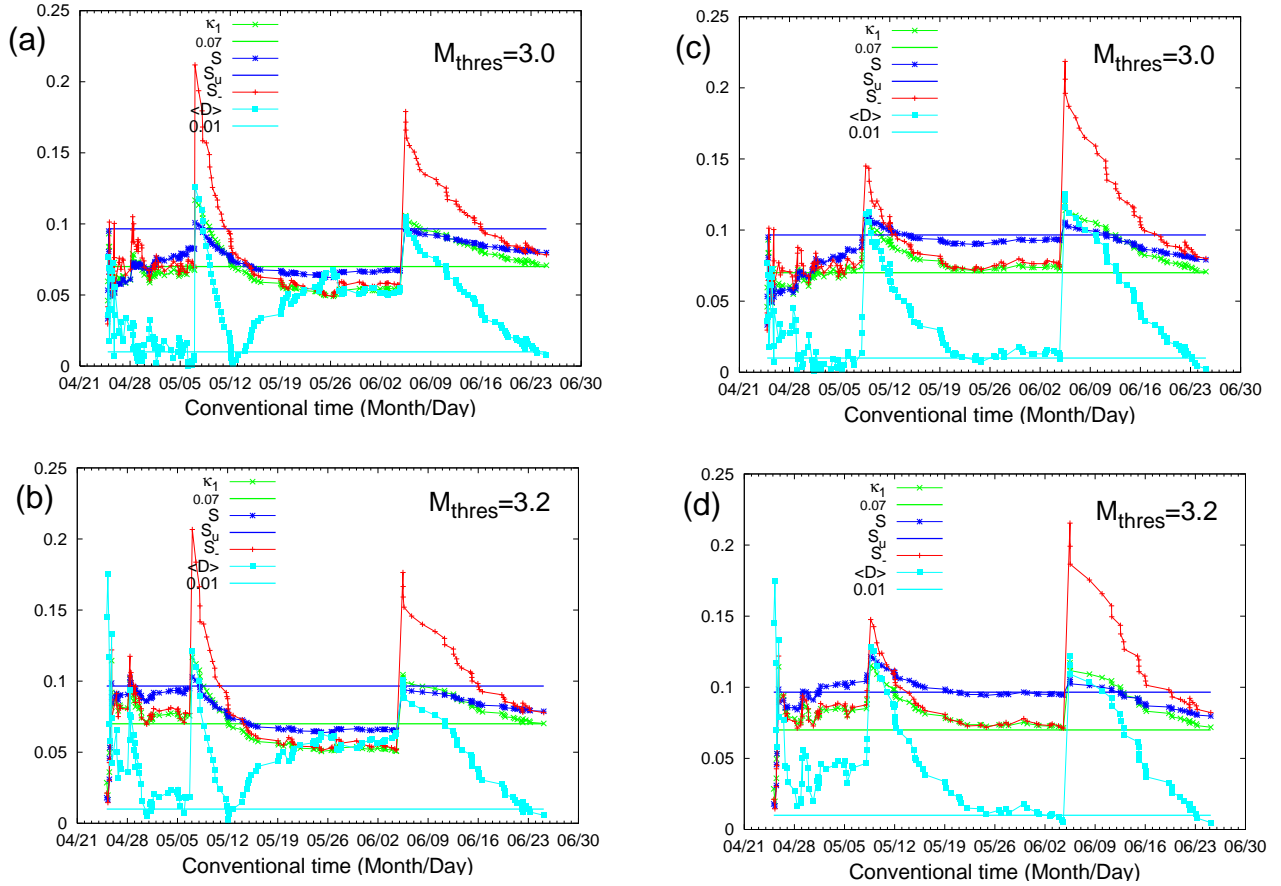 (a)
κ1
0.07
S
Su
S-
<D>
0.01
Mthres=3.0
0.25
0.2
0.15
0.1
0.05
0
04/21 04/28 05/05 05/12 05/19 05/26 06/02 06/09 06/16 06/23 06/30
Conventional time (Month/Day)
(c)
κ1
0.07
S
Su
S-
<D>
0.01
Mthres=3.0
0.25
0.2
0.15
0.1
0.05
0
04/21 04/28 05/05 05/12 05/19 05/26 06/02 06/09 06/16 06/23 06/30
Conventional time (Month/Day)
(b)
κ1
0.07
S
Su
S-
<D>
0.01
Mthres=3.2
0.25
0.2
0.15
0.1
0.05
0
04/21 04/28 05/05 05/12 05/19 05/26 06/02 06/09 06/16 06/23 06/30
Conventional time (Month/Day)
(d)
κ1
0.07
S
Su
S-
<D>
0.01
Mthres=3.2
0.25
0.2
0.15
0.1
0.05
0
04/21 04/28 05/05 05/12 05/19 05/26 06/02 06/09 06/16 06/23 06/30
Conventional time (Month/Day)